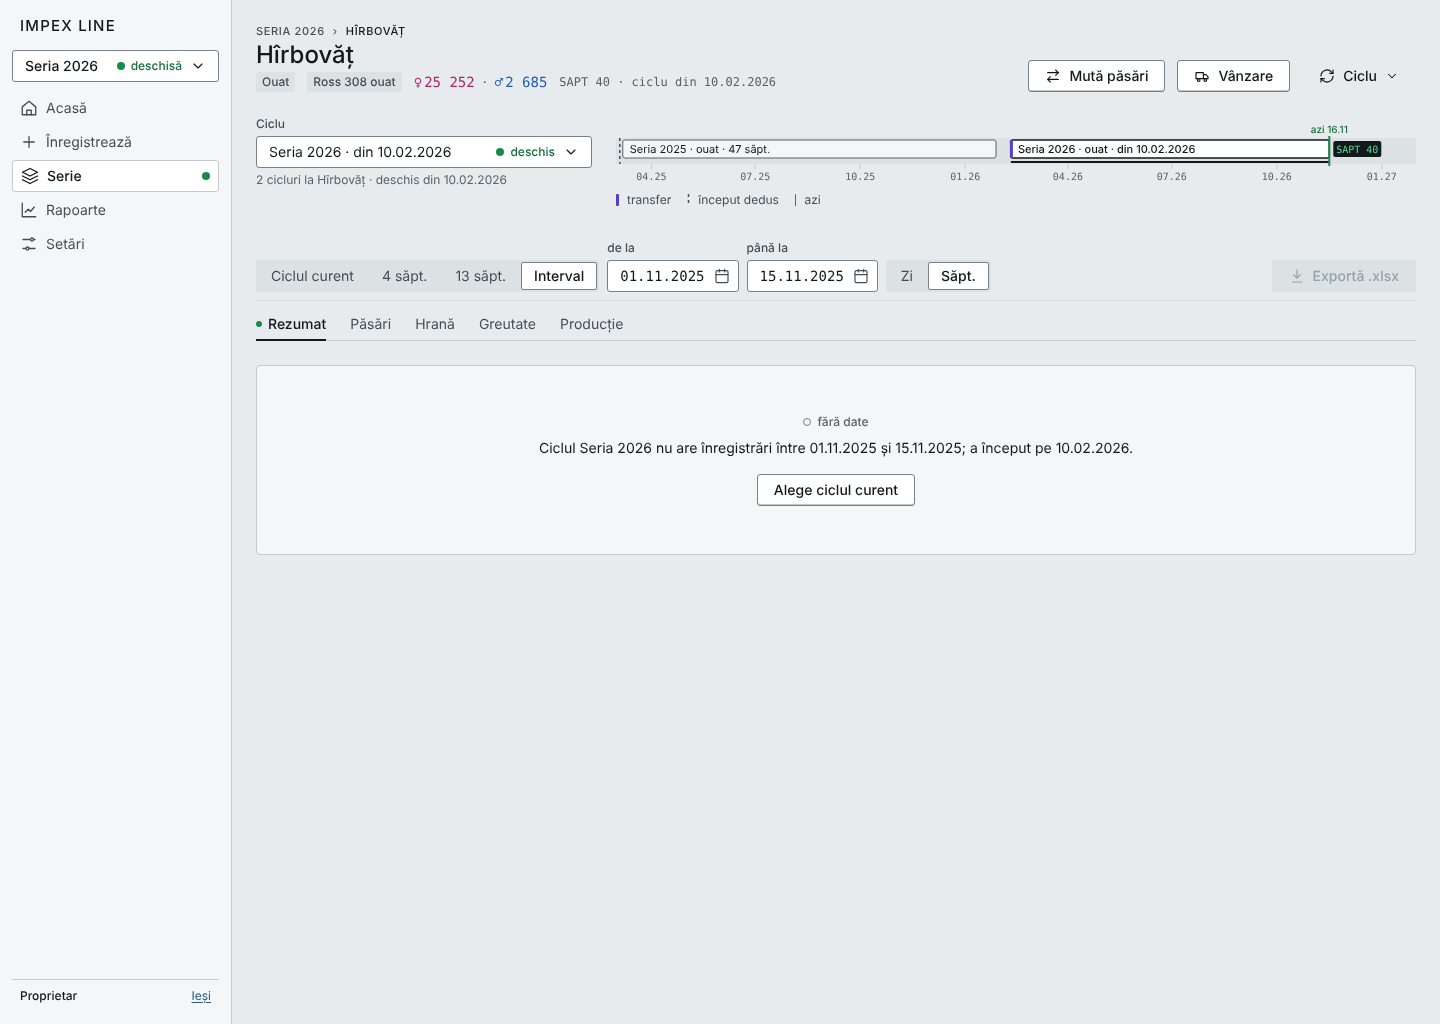 IMPEX LINE
Seria 2026 deschisă
Acasă
Înregistrează
Serie
Rapoarte
Setări
Proprietar Ieși
SERIA 2026 › HÎRBOVĂȚ
Hîrbovăț
Ouat Ross 308 ouat ♀25 252 · ♂2 685 SAPT 40 · ciclu din 10.02.2026
Mută păsări Vânzare Ciclu
Ciclu
Seria 2026 · din 10.02.2026 deschis
2 cicluri la Hîrbovăț · deschis din 10.02.2026
azi 16.11
Seria 2025 · ouat · 47 săpt. Seria 2026 · ouat · din 10.02.2026 SAPT 40
04.25 07.25 10.25 01.26 04.26 07.26 10.26 01.27
transfer început dedus azi
de la până la
Ciclul curent 4 săpt. 13 săpt. Interval 01.11.2025 15.11.2025 Zi Săpt. Exportă .xlsx
Rezumat Păsări Hrană Greutate Producție
fără date
Ciclul Seria 2026 nu are înregistrări între 01.11.2025 și 15.11.2025; a început pe 10.02.2026.
Alege ciclul curent